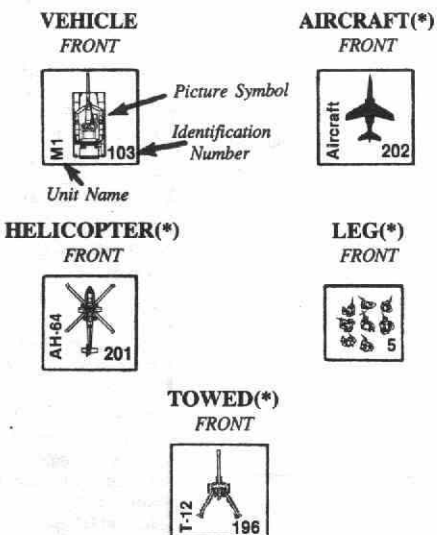 VEHICLE
FRONT
Picture Symbol
Identification
Number
M1
103
Unit Name
AIRCRAFT(*)
FRONT
Aircraft
202
HELICOPTER(*)
FRONT
AH-64
201
LEG(*)
FRONT
5
TOWED(*)
FRONT
T-12
196